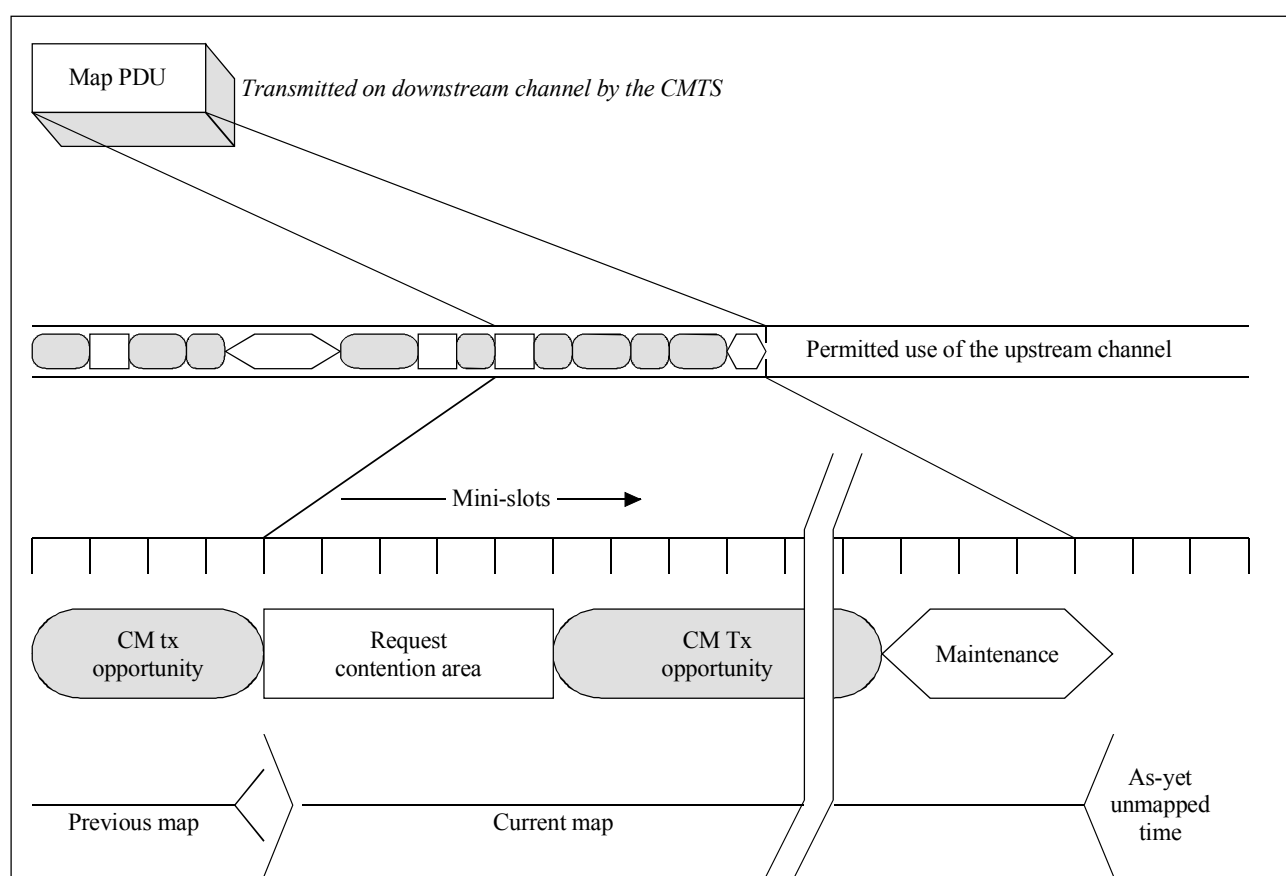 Map PDU
Transmitted on downstream channel by the CMTS
Permitted use of the upstream channel
Mini-slots
CM tx
opportunity
Request
contention area
CM Tx
opportunity
Maintenance
Previous map
Current map
As-yet
unmapped
time